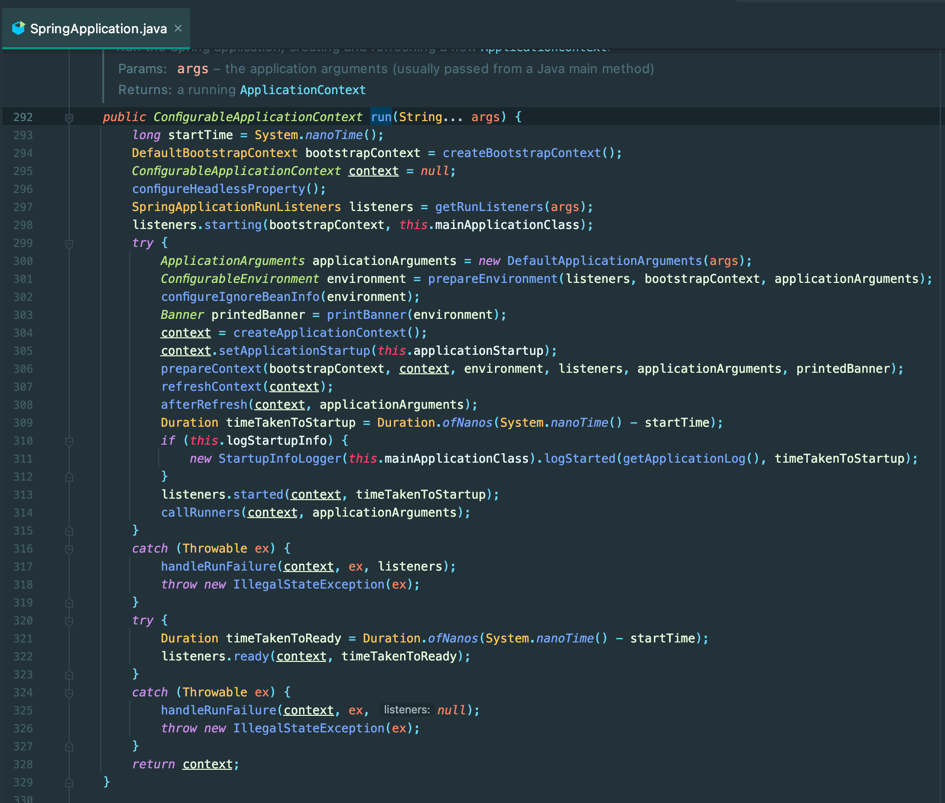 SpringApplication.java ×
Run the Spring application, creating and refreshing a new ApplicationContext.
Params: args – the application arguments (usually passed from a Java main method)
Returns: a running ApplicationContext
292 public ConfigurableApplicationContext run(String... args) {
293 long startTime = System.nanoTime();
294 DefaultBootstrapContext bootstrapContext = createBootstrapContext();
295 ConfigurableApplicationContext context = null;
296 configureHeadlessProperty();
297 SpringApplicationRunListeners listeners = getRunListeners(args);
298 listeners.starting(bootstrapContext, this.mainApplicationClass);
299 try {
300 ApplicationArguments applicationArguments = new DefaultApplicationArguments(args);
301 ConfigurableEnvironment environment = prepareEnvironment(listeners, bootstrapContext, applicationArguments);
302 configureIgnoreBeanInfo(environment);
303 Banner printedBanner = printBanner(environment);
304 context = createApplicationContext();
305 context.setApplicationStartup(this.applicationStartup);
306 prepareContext(bootstrapContext, context, environment, listeners, applicationArguments, printedBanner);
307 refreshContext(context);
308 afterRefresh(context, applicationArguments);
309 Duration timeTakenToStartup = Duration.ofNanos(System.nanoTime() - startTime);
310 if (this.logStartupInfo) {
311 new StartupInfoLogger(this.mainApplicationClass).logStarted(getApplicationLog(), timeTakenToStartup);
312 }
313 listeners.started(context, timeTakenToStartup);
314 callRunners(context, applicationArguments);
315 }
316 catch (Throwable ex) {
317 handleRunFailure(context, ex, listeners);
318 throw new IllegalStateException(ex);
319 }
320 try {
321 Duration timeTakenToReady = Duration.ofNanos(System.nanoTime() - startTime);
322 listeners.ready(context, timeTakenToReady);
323 }
324 catch (Throwable ex) {
325 handleRunFailure(context, ex, listeners: null);
326 throw new IllegalStateException(ex);
327 }
328 return context;
329 }
330